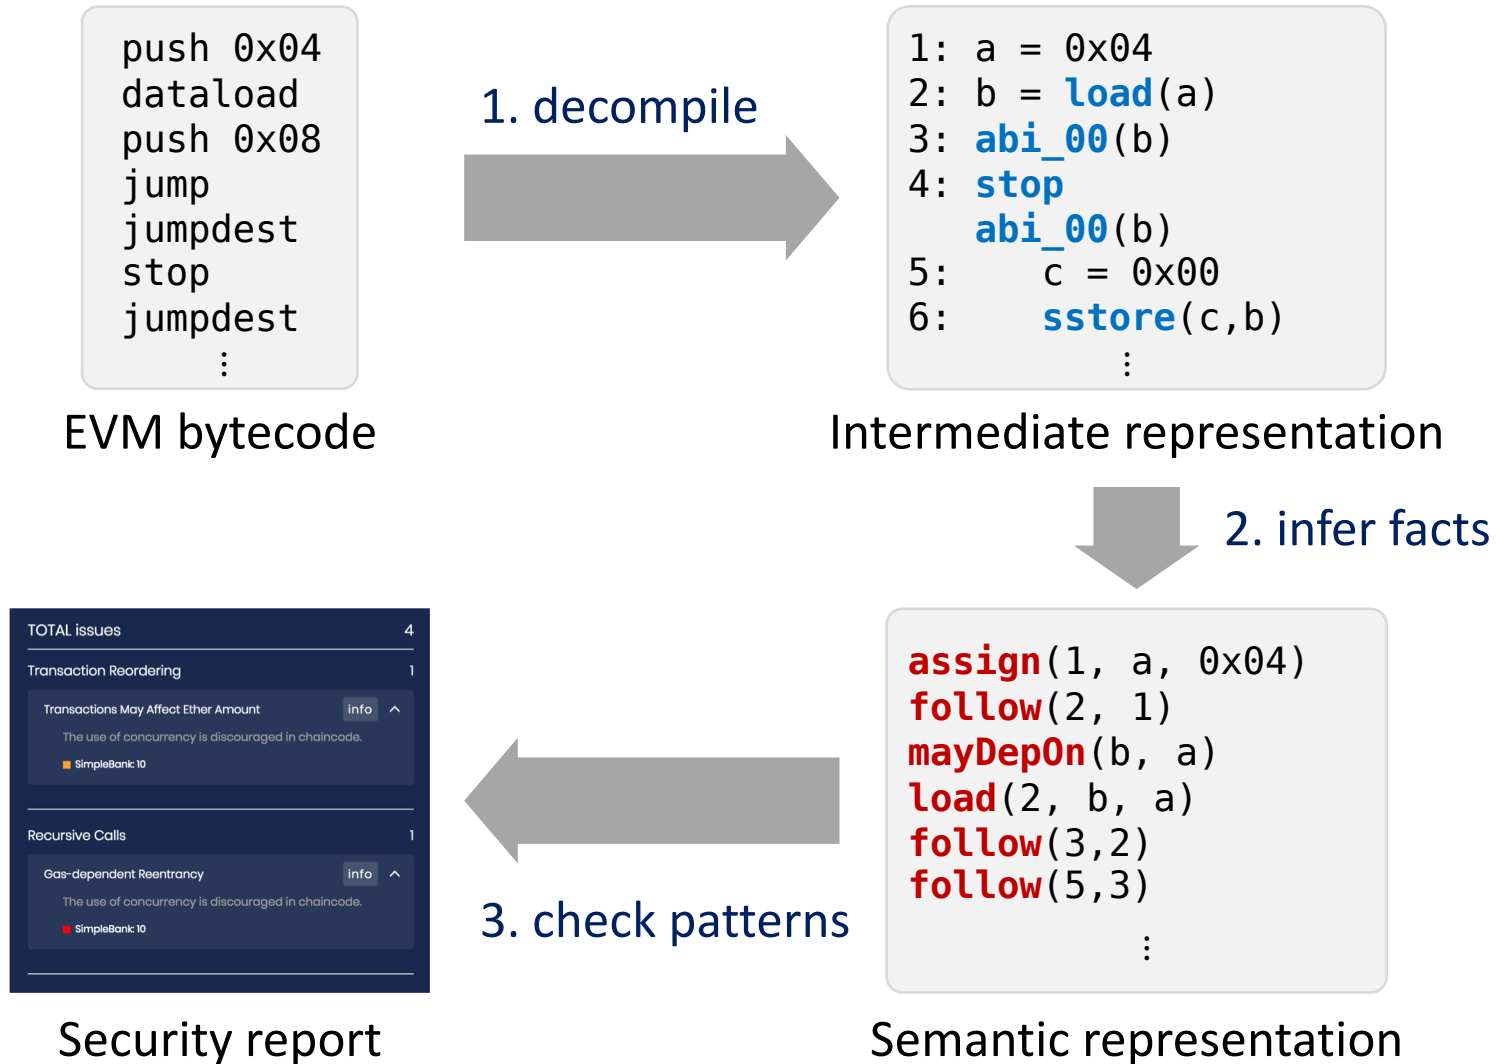 push 0x04
dataload
push 0x08
jump
jumpdest
stop
jumpdest
⋮
EVM bytecode
1. decompile
1: a = 0x04
2: b = load(a)
3: abi_00(b)
4: stop
abi_00(b)
5: c = 0x00
6: sstore(c,b)
⋮
Intermediate representation
2. infer facts
assign(1, a, 0x04)
follow(2, 1)
mayDepOn(b, a)
load(2, b, a)
follow(3,2)
follow(5,3)
⋮
Semantic representation
3. check patterns
TOTAL issues 4
Transaction Reordering 1
Transactions May Affect Ether Amount info
The use of concurrency is discouraged in chaincode.
SimpleBank: 10
Recursive Calls 1
Gas-dependent Reentrancy info
The use of concurrency is discouraged in chaincode.
SimpleBank: 10
Security report